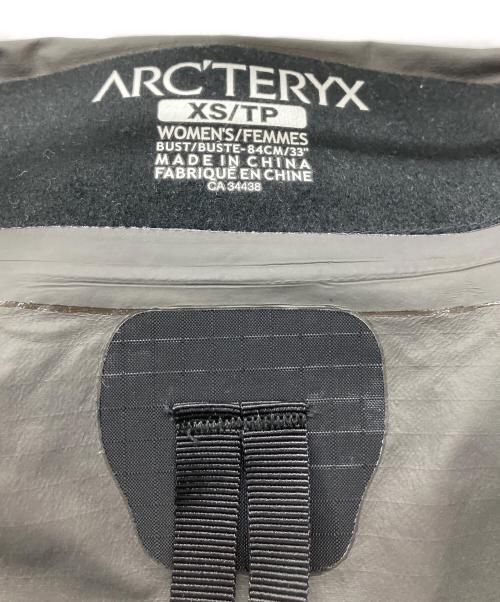 ARC'TERYX
XS/TP
WOMEN'S/FEMMES
BUST/BUSTE-84CM/33"
MADE IN CHINA
FABRIQUÉ EN CHINE
CA 34438